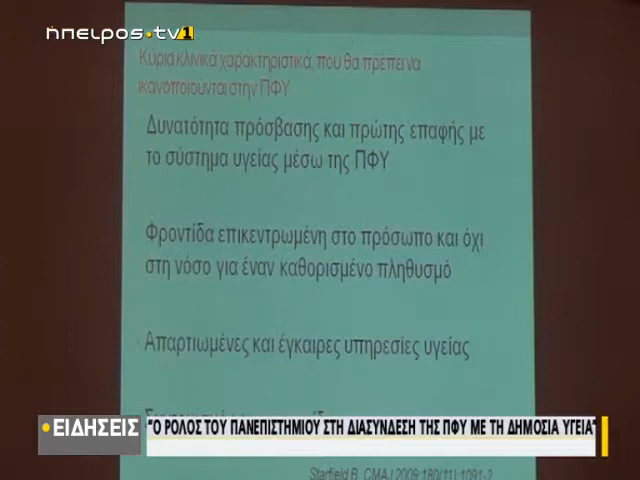 ηπειρος.tv1
Κύρια κλινικά χαρακτηριστικά, που θα πρέπει να
ικανοποιούνται στην ΠΦΥ
Δυνατότητα πρόσβασης και πρώτης επαφής με
το σύστημα υγείας μέσω της ΠΦΥ
Φροντίδα επικεντρωμένη στο πρόσωπο και όχι
στη νόσο για έναν καθορισμένο πληθυσμό
Απαρτιωμένες και έγκαιρες υπηρεσίες υγείας
ΕΙΔΗΣΕΙΣ
"Ο ΡΟΛΟΣ ΤΟΥ ΠΑΝΕΠΙΣΤΗΜΙΟΥ ΣΤΗ ΔΙΑΣΥΝΔΕΣΗ ΤΗΣ ΠΦΥ ΜΕ ΤΗ ΔΗΜΟΣΙΑ ΥΓΕΙΑ"
Starfield B. CMAJ 2009;180(11):1091-2